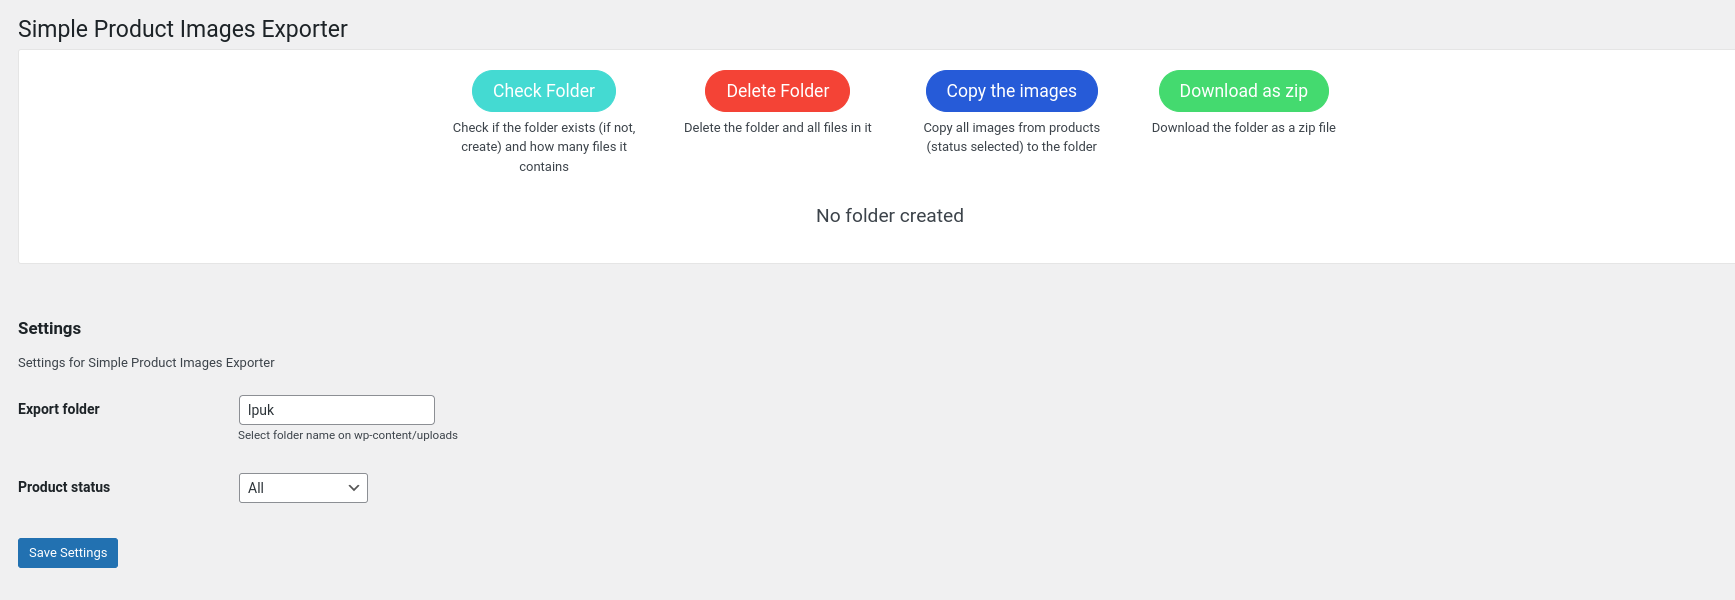 Simple Product Images Exporter
Check Folder
Delete Folder
Copy the images
Download as zip
Check if the folder exists (if not,
create) and how many files it
contains
Delete the folder and all files in it
Copy all images from products
(status selected) to the folder
Download the folder as a zip file
No folder created
Settings
Settings for Simple Product Images Exporter
Export folder
lpuk
Select folder name on wp-content/uploads
Product status
All
Save Settings